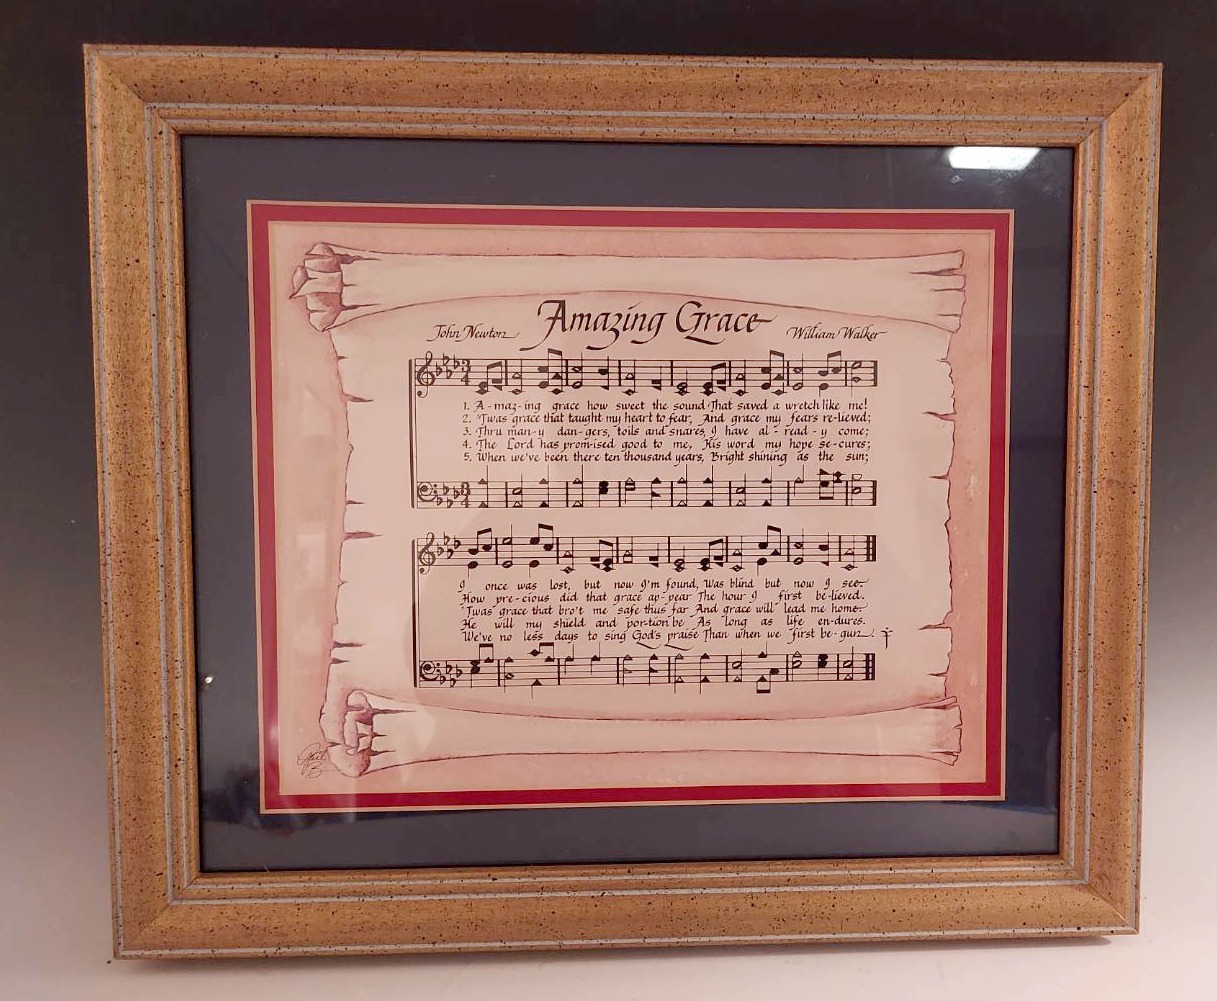 Amazing Grace
John Newton William Walker
1. A-maz-ing grace how sweet the sound That saved a wretch like me!
2. 'Twas grace that taught my heart to fear, And grace my fears re-lieved;
3. Thru man-y dan-gers, toils and snares, I have al-read-y come;
4. The Lord has prom-ised good to me, His word my hope se-cures;
5. When we've been there ten thousand years, Bright shining as the sun;
I once was lost, but now I'm found, Was blind but now I see.
How pre-cious did that grace ap-pear The hour I first be-lieved.
'Twas grace that bro't me safe thus far And grace will lead me home.
He will my shield and por-tion be As long as life en-dures.
We've no less days to sing God's praise Than when we first be-gun.